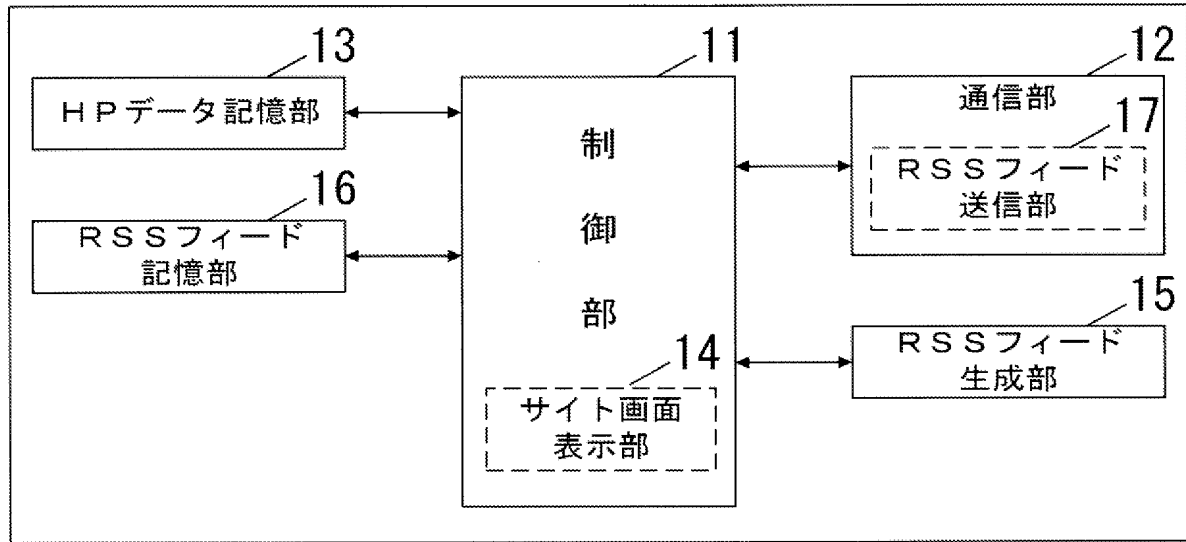 13
ＨＰデータ記憶部
16
ＲＳＳフィード
記憶部
11
制
御
部
14
サイト画面
表示部
12
通信部
17
ＲＳＳフィード
送信部
15
ＲＳＳフィード
生成部